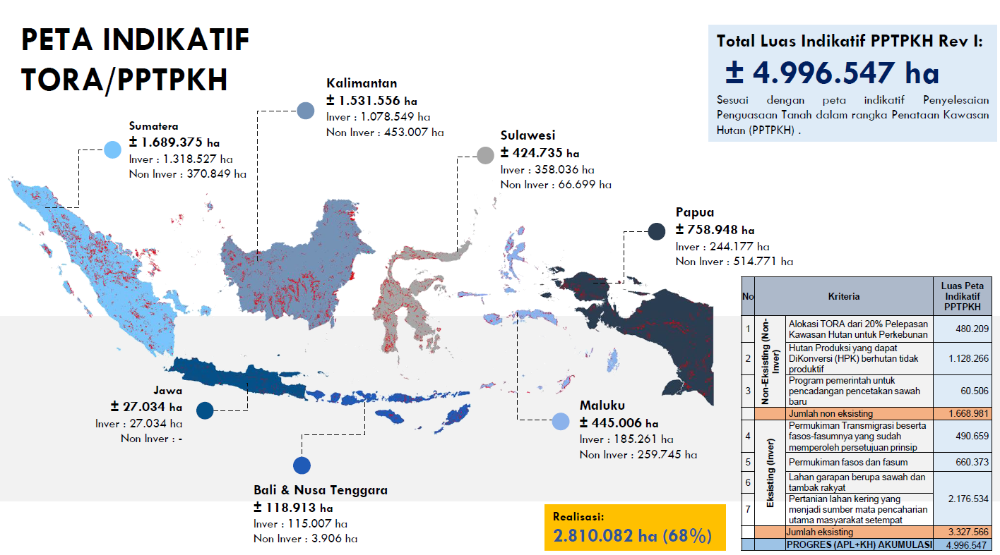 PETA INDIKATIF
TORA/PPTPKH
Total Luas Indikatif PPTPKH Rev I:
± 4.996.547 ha
Sesuai dengan peta indikatif Penyelesaian
Penguasaan Tanah dalam rangka Penataan Kawasan
Hutan (PPTPKH) .
Sumatera
± 1.689.375 ha
Inver : 1.318.527 ha
Non Inver : 370.849 ha
Kalimantan
± 1.531.556 ha
Inver : 1.078.549 ha
Non Inver : 453.007 ha
Sulawesi
± 424.735 ha
Inver : 358.036 ha
Non Inver : 66.699 ha
Papua
± 758.948 ha
Inver : 244.177 ha
Non Inver : 514.771 ha
Jawa
± 27.034 ha
Inver : 27.034 ha
Non Inver : -
Bali & Nusa Tenggara
± 118.913 ha
Inver : 115.007 ha
Non Inver : 3.906 ha
Maluku
± 445.006 ha
Inver : 185.261 ha
Non Inver : 259.745 ha
Realisasi:
2.810.082 ha (68%)
No Kriteria Luas Peta
Indikatif
PPTPKH
Non-Eksisting (Non-
Inver)
1 Alokasi TORA dari 20% Pelepasan
Kawasan Hutan untuk Perkebunan 480.209
2 Hutan Produksi yang dapat
DiKonversi (HPK) berhutan tidak
produktif 1.128.266
3 Program pemerintah untuk
pencadangan pencetakan sawah
baru 60.506
Jumlah non eksisting 1.668.981
Eksisting (Inver)
4 Permukiman Transmigrasi beserta
fasos-fasumnya yang sudah
memperoleh persetujuan prinsip 490.659
5 Permukiman fasos dan fasum 660.373
6 Lahan garapan berupa sawah dan
tambak rakyat 2.176.534
7 Pertanian lahan kering yang
menjadi sumber mata pencaharian
utama masyarakat setempat
Jumlah eksisting 3.327.566
PROGRES (APL+KH) AKUMULASI 4.996.547